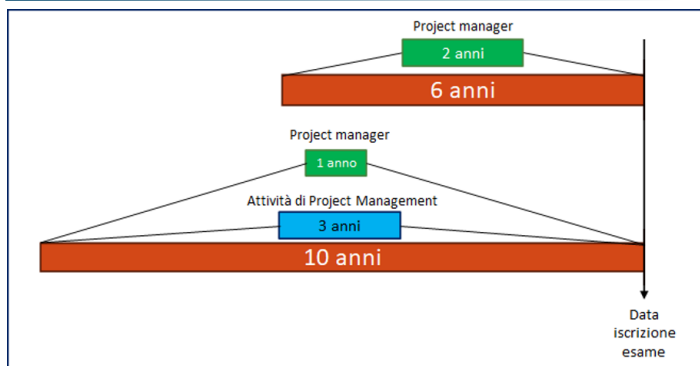 Project manager
2 anni
6 anni
Project manager
1 anno
Attività di Project Management
3 anni
10 anni
Data
iscrizione
esame